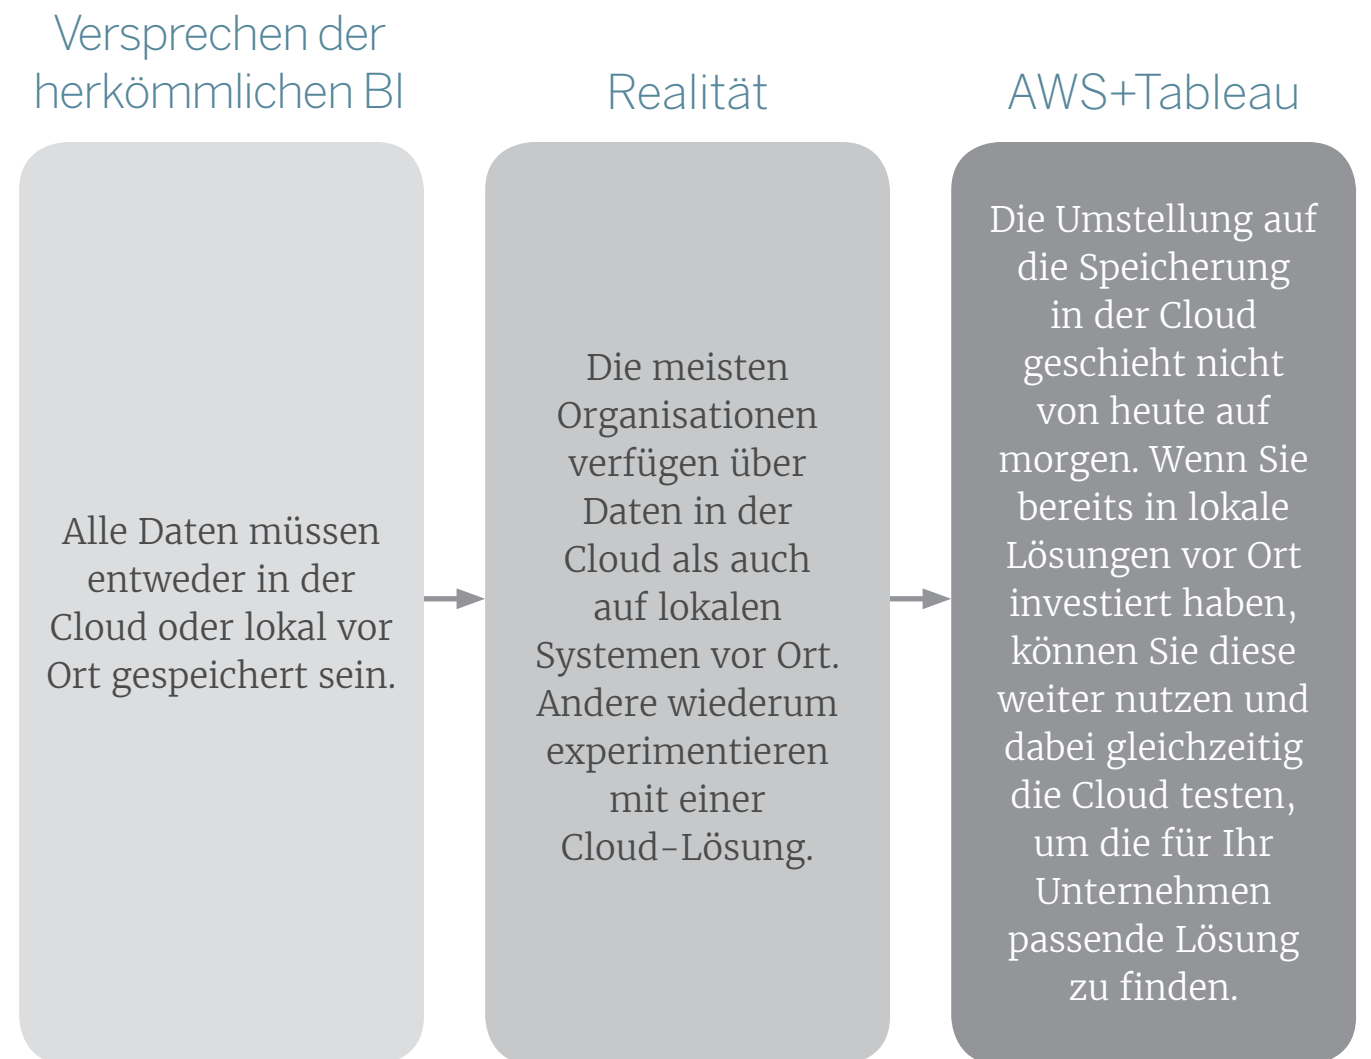 Versprechen der
herkömmlichen BI
Realität
AWS+Tableau
Alle Daten müssen
entweder in der
Cloud oder lokal vor
Ort gespeichert sein.
Die meisten
Organisationen
verfügen über
Daten in der
Cloud als auch
auf lokalen
Systemen vor Ort.
Andere wiederum
experimentieren
mit einer
Cloud-Lösung.
Die Umstellung auf
die Speicherung
in der Cloud
geschieht nicht
von heute auf
morgen. Wenn Sie
bereits in lokale
Lösungen vor Ort
investiert haben,
können Sie diese
weiter nutzen und
dabei gleichzeitig
die Cloud testen,
um die für Ihr
Unternehmen
passende Lösung
zu finden.